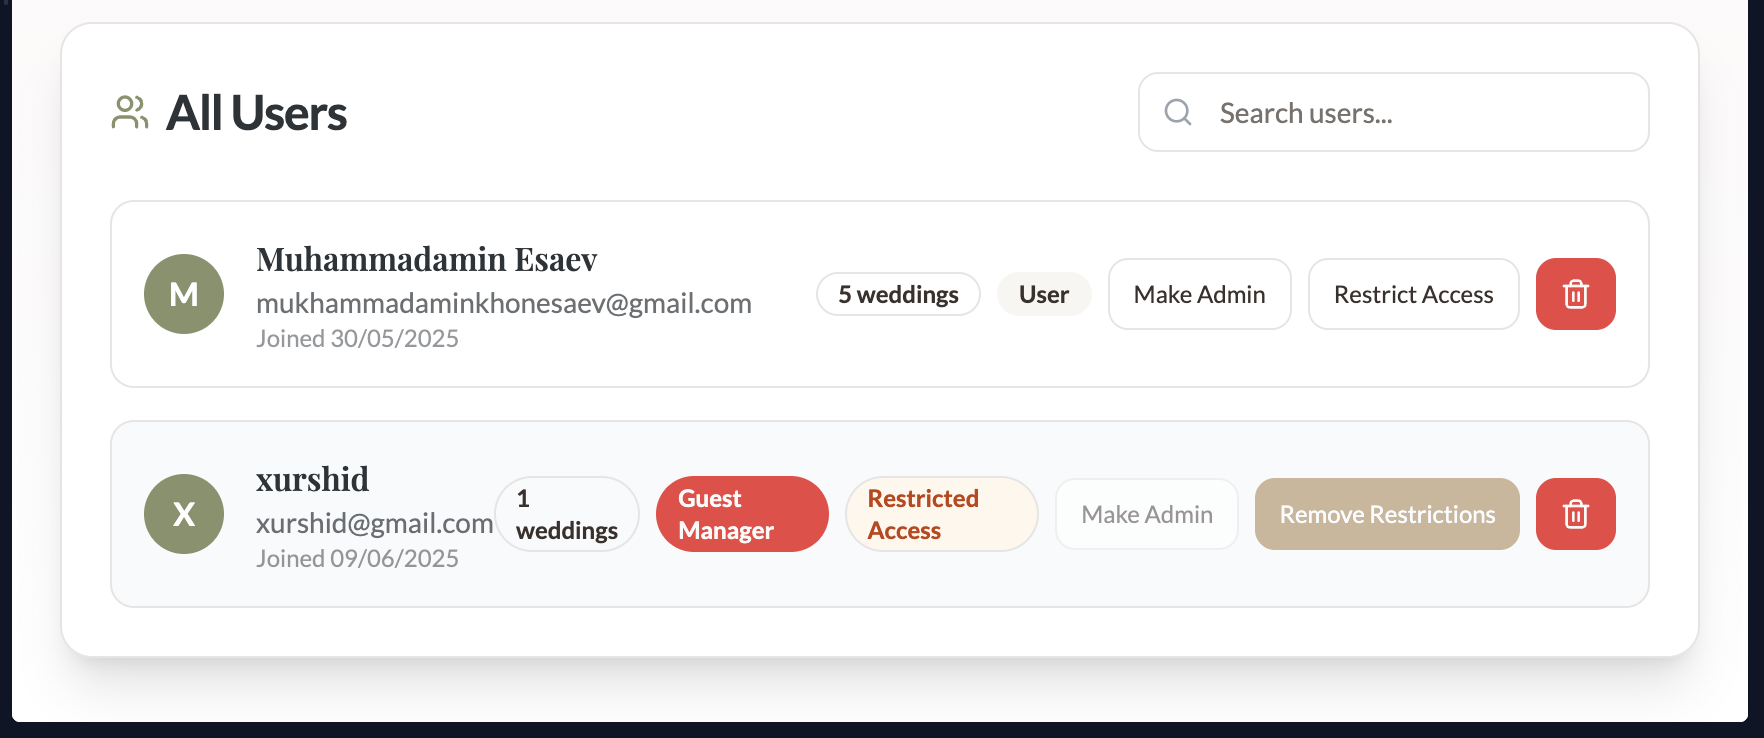 All Users
Search users...
M
Muhammadamin Esaev
mukhammadaminkhonesaev@gmail.com
Joined 30/05/2025
5 weddings
User
Make Admin
Restrict Access
X
xurshid
xurshid@gmail.com
Joined 09/06/2025
1
weddings
Guest
Manager
Restricted
Access
Make Admin
Remove Restrictions